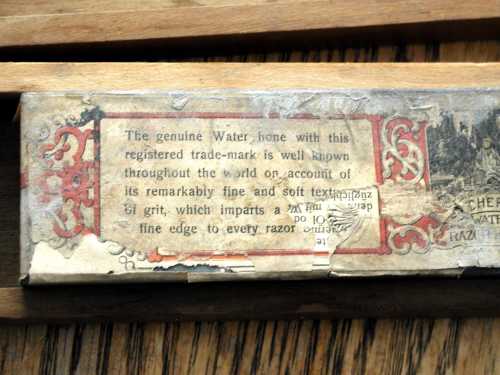 The genuine Water hone with this
registered trade-mark is well known
throughout the world on account of
its remarkably fine and soft
of grit, which imparts a
fine edge to every razor
WATER